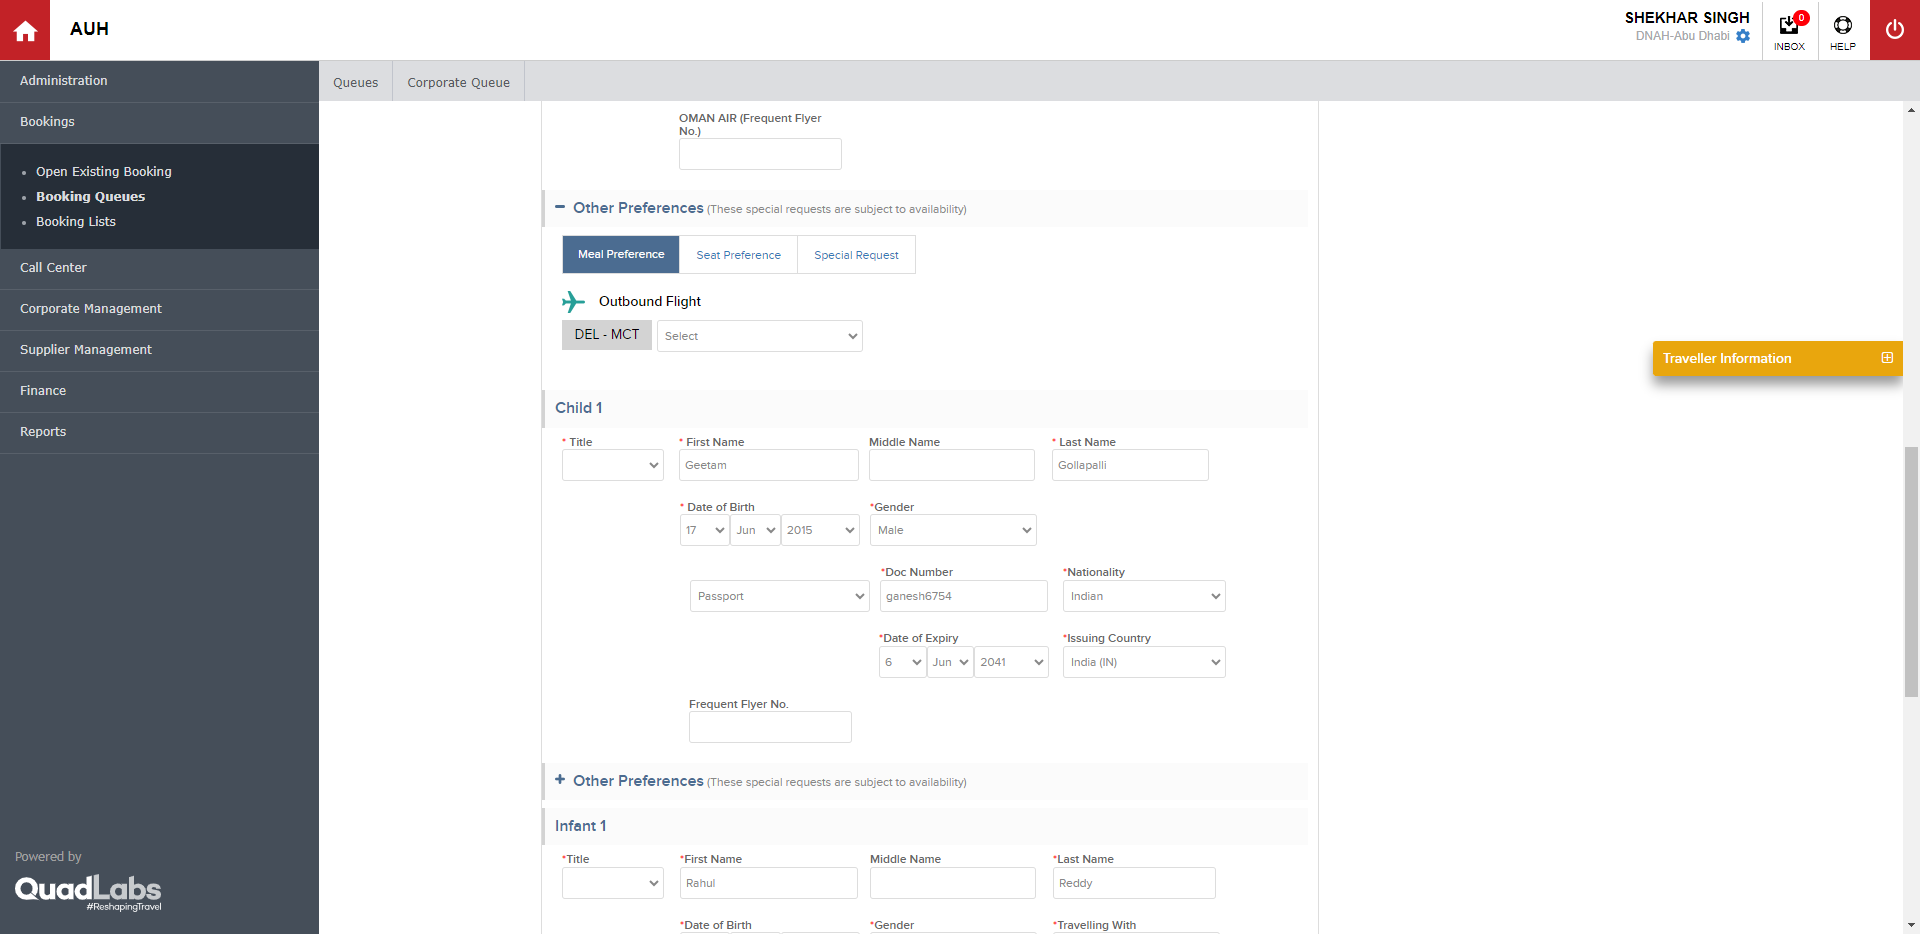 AUH
SHEKHAR SINGH
DNAH-Abu Dhabi
0
INBOX
HELP
Administration
Bookings
Open Existing Booking
Booking Queues
Booking Lists
Call Center
Corporate Management
Supplier Management
Finance
Reports
Powered by
QuadLabs
#ReshapingTravel
Queues
Corporate Queue
OMAN AIR (Frequent Flyer
No.)
Other Preferences (These special requests are subject to availability)
Meal Preference
Seat Preference
Special Request
Outbound Flight
DEL - MCT
Select
Traveller Information
Child 1
* Title
* First Name
Middle Name
* Last Name
Geetam
Gollapalli
* Date of Birth
*Gender
17
Jun
2015
Male
*Doc Number
*Nationality
Passport
ganesh6754
Indian
*Date of Expiry
*Issuing Country
6
Jun
2041
India (IN)
Frequent Flyer No.
Other Preferences (These special requests are subject to availability)
Infant 1
*Title
*First Name
Middle Name
*Last Name
Rahul
Reddy
*Date of Birth
*Gender
*Travelling With